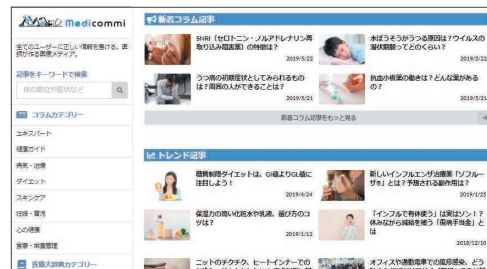 Medicommi
全てのユーザーに正しい情報を届ける、医
師が作る医療メディア。
記事をキーワードで検索
体の部位や症状など
コラムカテゴリー
エキスパート
健康ガイド
病気・治療
ダイエット
スキンケア
妊娠・育児
心の健康
食事・栄養管理
医療大辞典カテゴリー
新着コラム記事
SNRI（セロトニン・ノルアドレナリン再
取り込み阻害薬）の特徴は？
2019/5/22
水ぼうそうがうつる原因は？ウイルスの
潜伏期間ってどのくらい？
2019/5/22
うつ病の初期症状としてみられるもの
は？周囲の人ができることは？
2019/5/21
抗血小板薬の働きは？どんな薬がある
の？
2019/5/21
新着コラム記事をもっと見る
トレンド記事
糖質制限ダイエットは、GI値よりGL値に
注目しよう！
2019/4/24
新しいインフルエンザ治療薬「ゾフルー
ザ®」とは？予想される副作用は？
2019/1/25
保湿力の高い化粧水や乳液、選び方のコ
ツは？
2019/1/13
「インフルで有休使う」は実はソン！？
休みながら減給を補う「傷病手当金」と
は
2018/12/10
ニットのチクチク、ヒートインナーでの
オフィスや通勤電車での風邪感染、どう